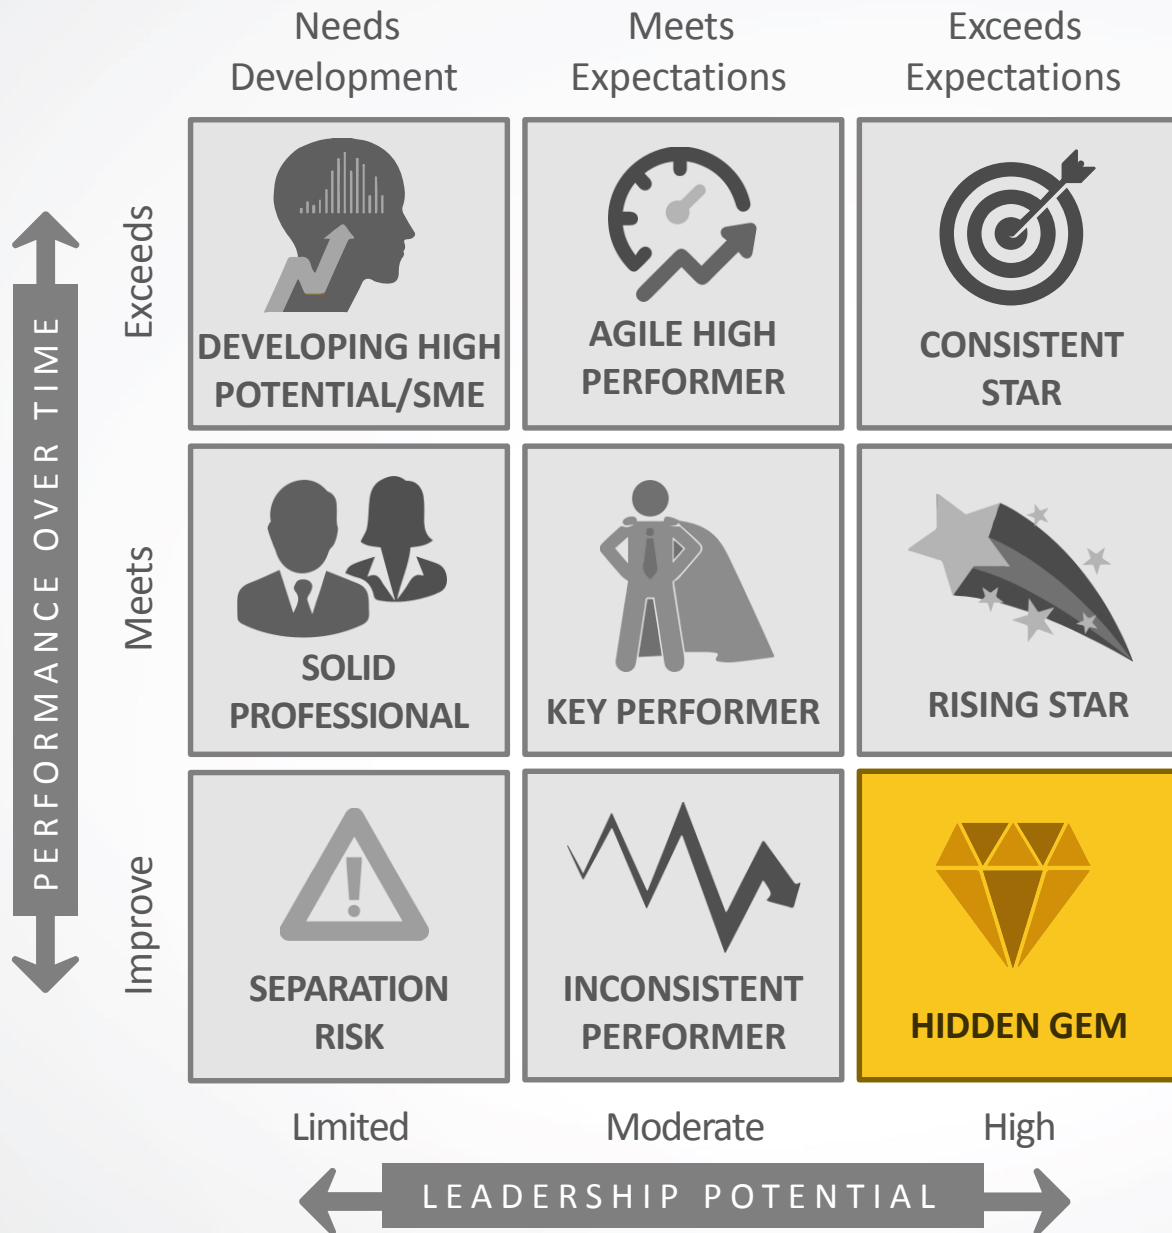 Needs
Development
Meets
Expectations
Exceeds
Expectations
PERFORMANCE OVER TIME
Exceeds
DEVELOPING HIGH
POTENTIAL/SME
AGILE HIGH
PERFORMER
CONSISTENT
STAR
Meets
SOLID
PROFESSIONAL
KEY PERFORMER
RISING STAR
Improve
SEPARATION
RISK
INCONSISTENT
PERFORMER
HIDDEN GEM
Limited
Moderate
High
LEADERSHIP POTENTIAL